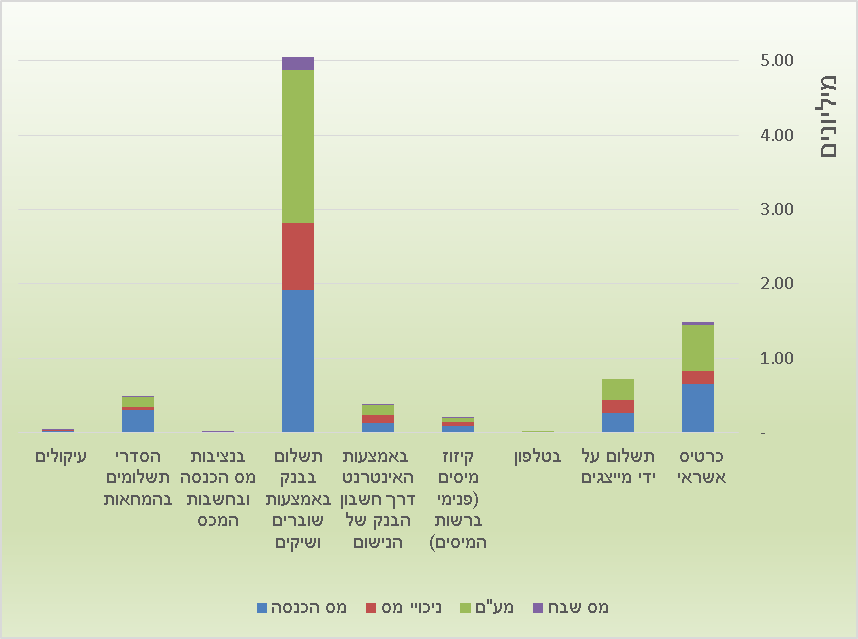 מיליונים
5.00
4.00
3.00
2.00
1.00
-
כרטיס
אשראי
תשלום על
ידי מייצגים
בטלפון
קיזוז
מיסים
(פנימי
ברשות
המיסים)
באמצעות
האינטרנט
דרך חשבון
הבנק של
הנישום
תשלום
בבנק
באמצעות
שוברים
ושיקים
בנציבות
מס הכנסה
ובחשבות
המכס
הסדרי
תשלומים
בהמחאות
עיקולים
מס הכנסה
ניכויי מס
מע"ם
מס שבח